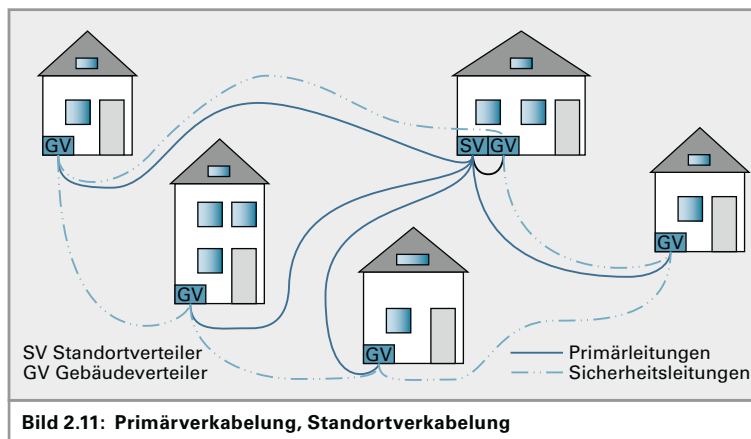 GV
SV GV
GV
GV
GV
SV Standortverteiler
GV Gebäudeverteiler
Primärleitungen
Sicherheitsleitungen
Bild 2.11: Primärverkabelung, Standortverkabelung